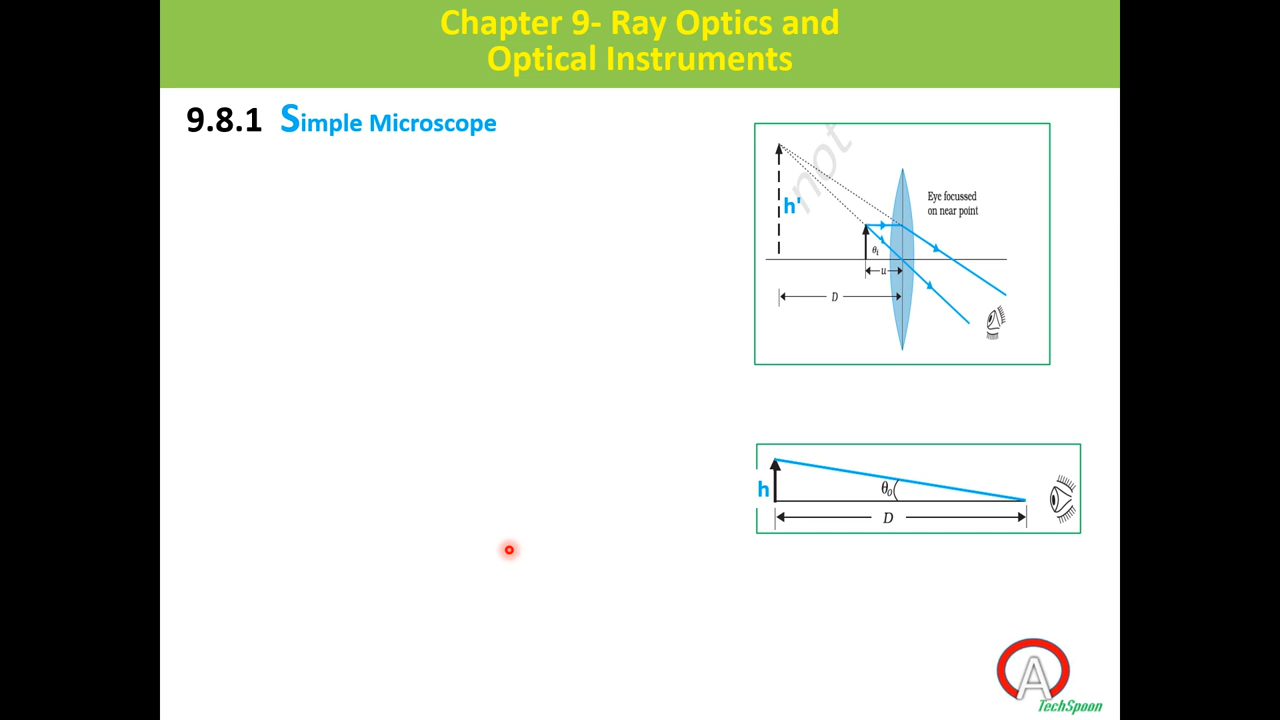 Chapter 9- Ray Optics and
Optical Instruments
9.8.1 Simple Microscope
not
h'
Eye focussed
on near point
θi
u
D
h
θ0
D
A
TechSpoon